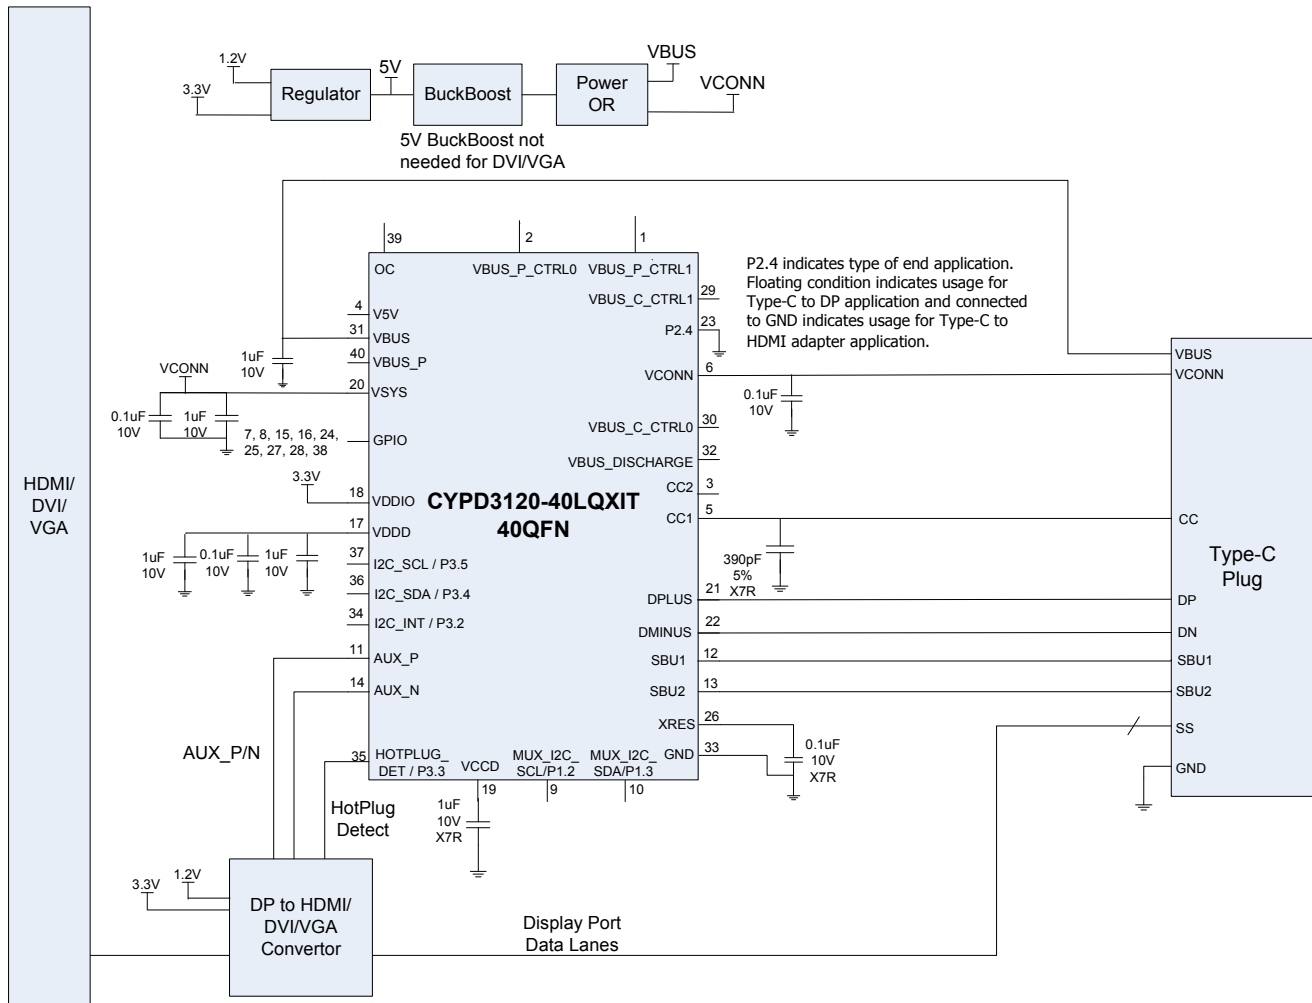 VBUS
1.2V
5V
VCONN
3.3V
Regulator
BuckBoost
Power
OR
5V BuckBoost not
needed for DVI/VGA
39
2
1
OC
VBUS_P_CTRL0
VBUS_P_CTRL1
P2.4 indicates type of end application.
Floating condition indicates usage for
Type-C to DP application and connected
to GND indicates usage for Type-C to
HDMI adapter application.
29
VBUS_C_CTRL1
4
V5V
23
P2.4
31
VBUS
40
VBUS_P
1uF
10V
VCONN
20
VSYS
0.1uF
10V
1uF
10V
7, 8, 15, 16, 24,
25, 27, 28, 38
GPIO
6
VCONN
0.1uF
10V
30
VBUS_C_CTRL0
32
VBUS_DISCHARGE
3.3V
18
VDDIO
CYPD3120-40LQXIT
40QFN
3
CC2
5
CC1
17
VDDD
1uF
10V
0.1uF
10V
1uF
10V
37
I2C_SCL / P3.5
36
I2C_SDA / P3.4
34
I2C_INT / P3.2
390pF
5%
X7R
21
DPLUS
22
DMINUS
11
AUX_P
12
SBU1
14
AUX_N
13
SBU2
26
XRES
AUX_P/N
35
HOTPLUG_
DET / P3.3
VCCD
MUX_I2C_
SCL/P1.2
MUX_I2C_
SDA/P1.3
GND
33
0.1uF
10V
X7R
19
9
10
1uF
10V
X7R
HotPlug
Detect
HDMI/
DVI/
VGA
VBUS
VCONN
CC
Type-C
Plug
DP
DN
SBU1
SBU2
SS
GND
3.3V
1.2V
DP to HDMI/
DVI/VGA
Convertor
Display Port
Data Lanes